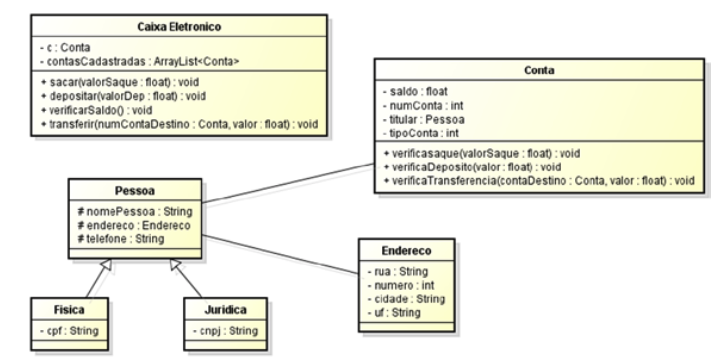 Caixa Eletronico
- c : Conta
- contasCadastradas : ArrayList<Conta>
+ sacar(valorSaque : float) : void
+ depositar(valorDep : float) : void
+ verificarSaldo() : void
+ transferir(numContaDestino : Conta, valor : float) : void
Conta
- saldo : float
- numConta : int
- titular : Pessoa
- tipoConta : int
+ verificasaque(valorSaque : float) : void
+ verificaDeposito(valor : float) : void
+ verificaTransferencia(contaDestino : Conta, valor : float) : void
Pessoa
# nomePessoa : String
# endereco : Endereco
# telefone : String
Endereco
- rua : String
- numero : int
- cidade : String
- uf : String
Fisica
- cpf : String
Juridica
- cnpj : String